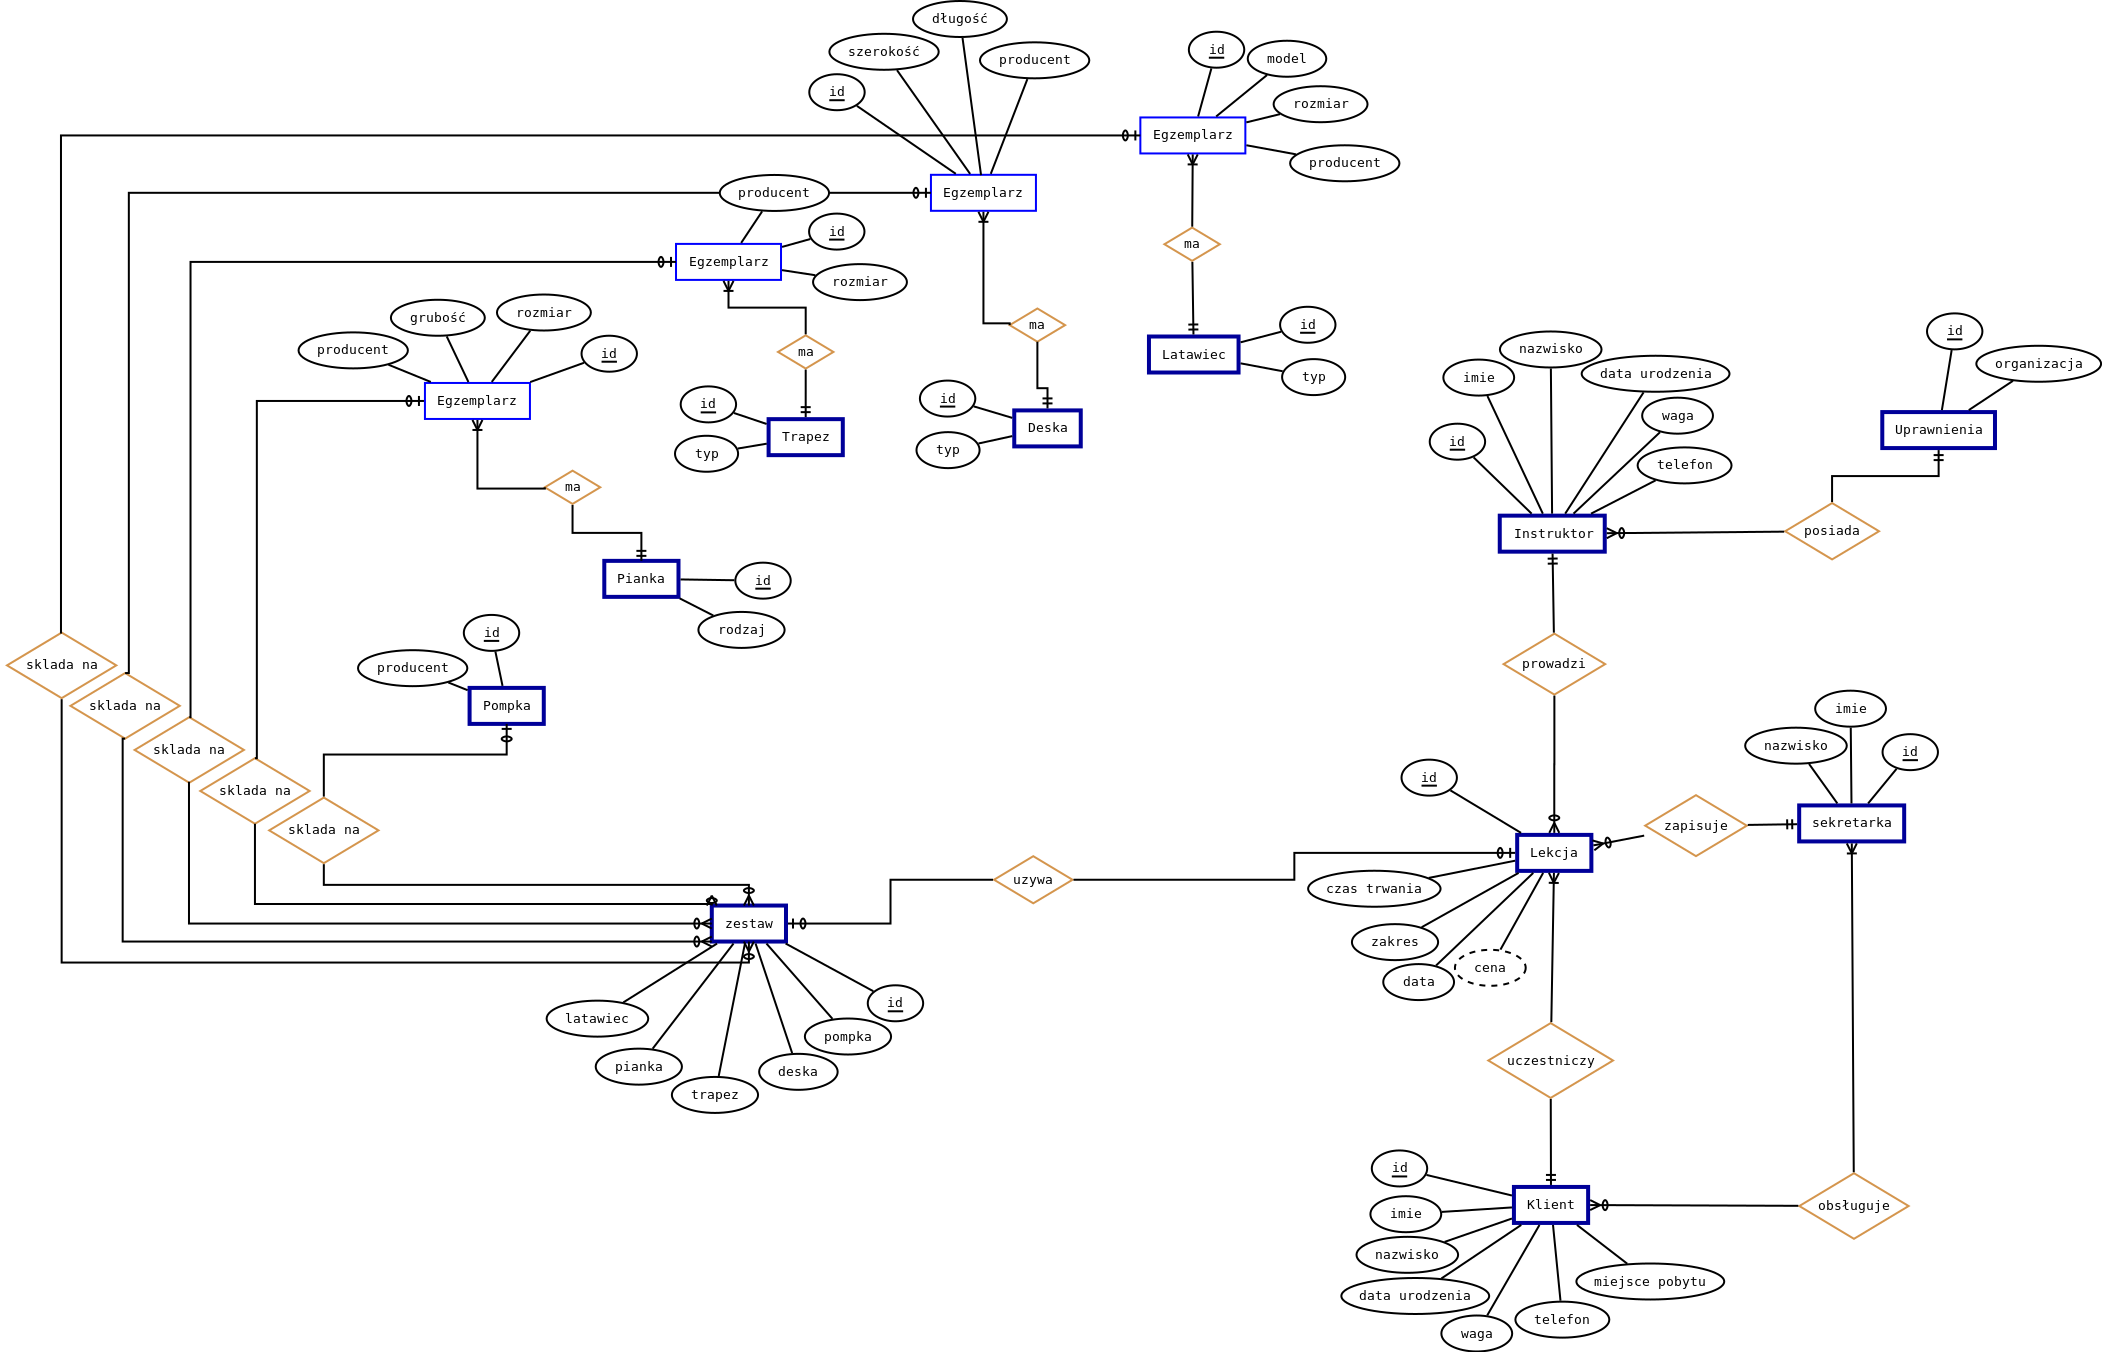 długość
szerokość
producent
id
id
model
rozmiar
producent
Egzemplarz
Egzemplarz
producent
id
Egzemplarz
rozmiar
ma
ma
ma
Latawiec
id
typ
grubość
rozmiar
producent
id
Egzemplarz
id
typ
Trapez
id
typ
Deska
ma
Pianka
id
rodzaj
id
producent
Pompka
nazwisko
imie
data urodzenia
waga
id
telefon
Instruktor
id
organizacja
Uprawnienia
posiada
prowadzi
sklada na
sklada na
sklada na
sklada na
sklada na
imie
nazwisko
id
sekretarka
zapisuje
id
Lekcja
uzywa
czas trwania
zakres
data
cena
zestaw
latawiec
pianka
trapez
deska
pompka
id
uczestniczy
id
imie
nazwisko
data urodzenia
waga
telefon
miejsce pobytu
Klient
obsługuje